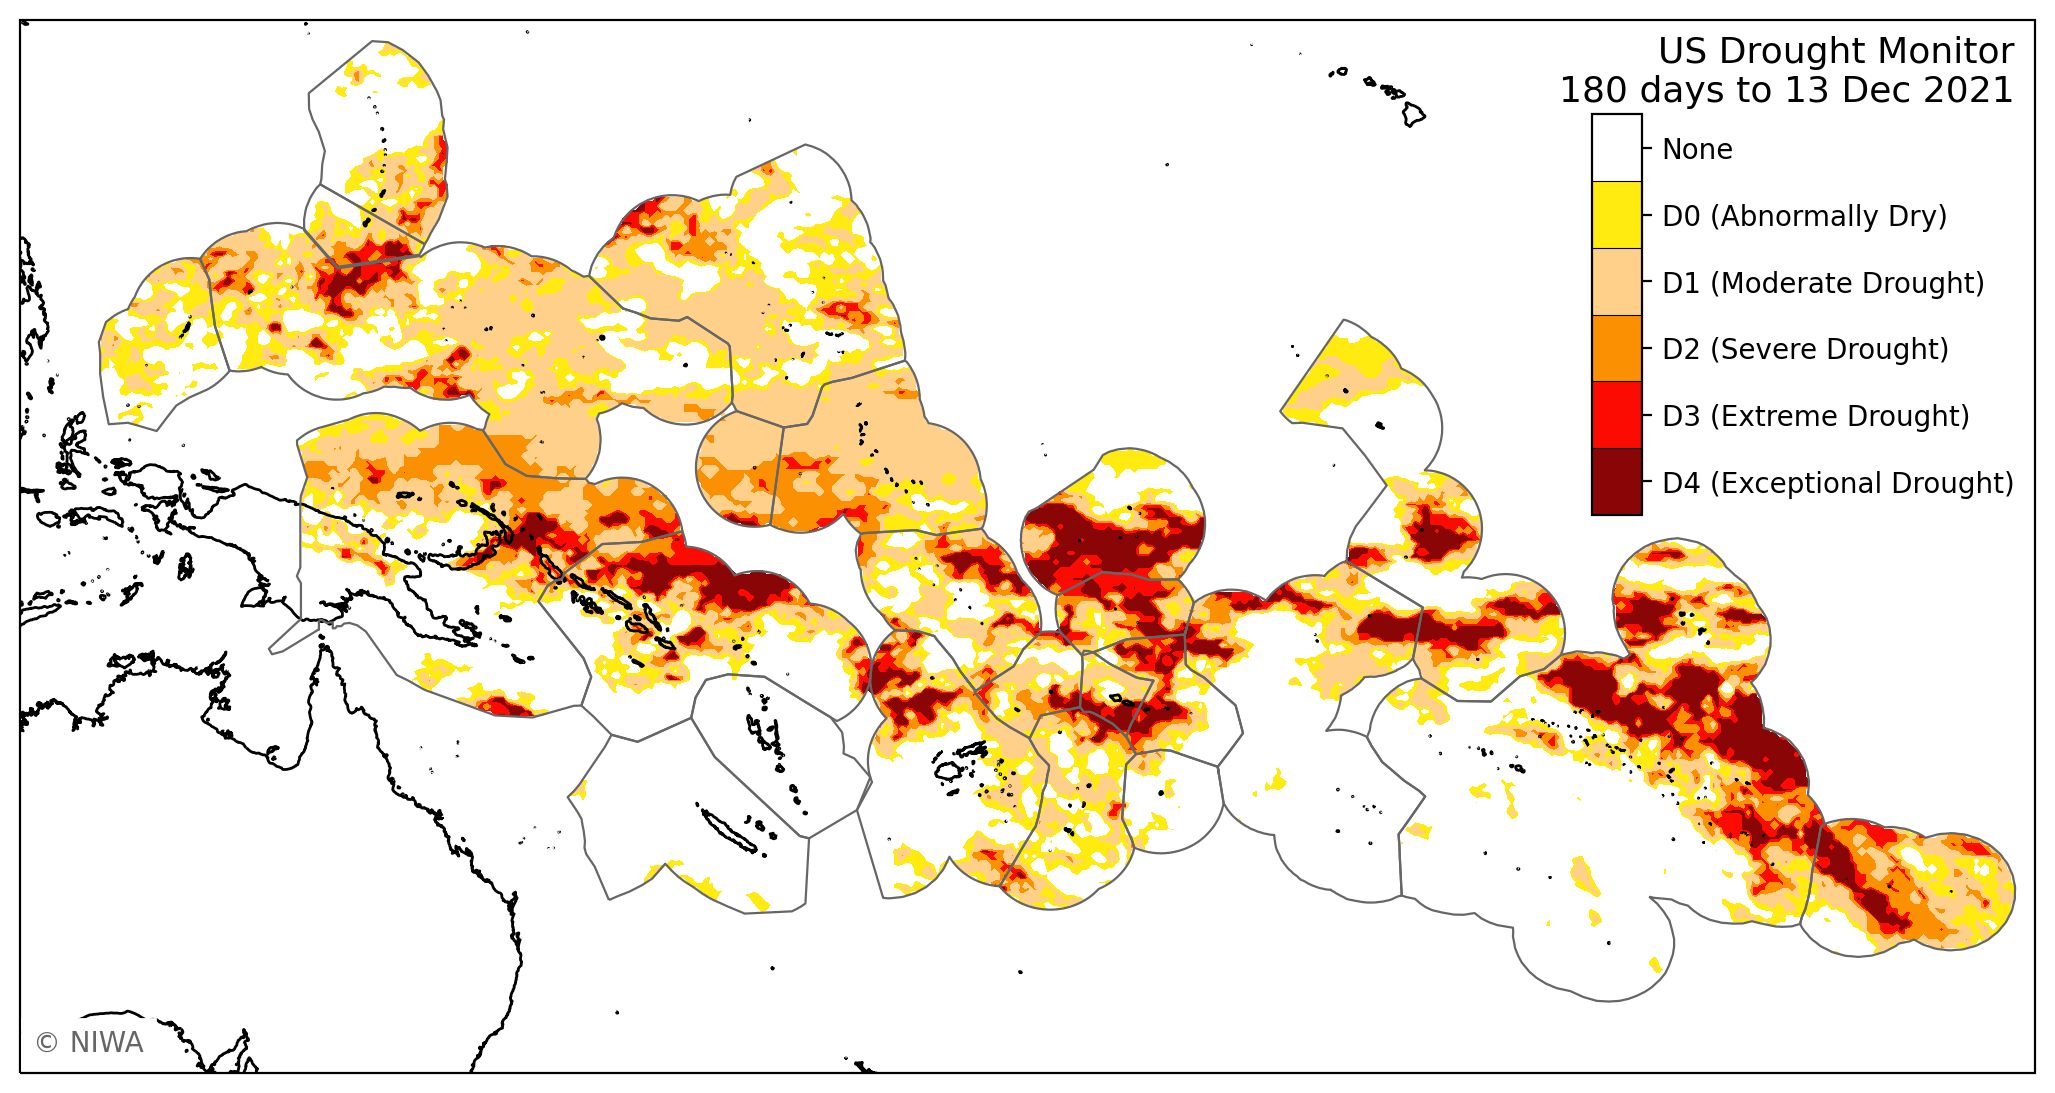 US Drought Monitor
180 days to 13 Dec 2021
None
D0 (Abnormally Dry)
D1 (Moderate Drought)
D2 (Severe Drought)
D3 (Extreme Drought)
D4 (Exceptional Drought)
© NIWA